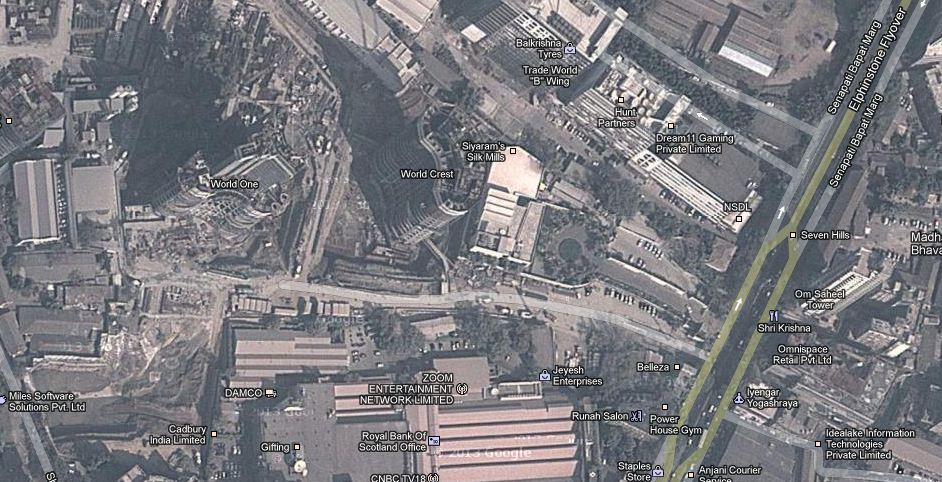 Balkrishna
Tyres
Trade World
"B" Wing
Senapati Bapat Marg
Elphinstone Flyover
Senapati Bapat Marg
Hunt
Partners
Dream11 Gaming
Private Limited
Siyaram's
Silk Mills
World Crest
World One
NSDL
Seven Hills
Madh
Bhava
Om Saheel
Tower
Shri Krishna
Omnispace
Retail Pvt Ltd
Google
Belleza
Jeyesh
Enterprises
ZOOM
ENTERTAINMENT
NETWORK LIMITED
DAMCO
Miles Software
Solutions Pvt. Ltd
Iyengar
Yogashraya
Runah Salon
Power
House Gym
Cadbury
India Limited
Gifting
Royal Bank Of
Scotland Office
Idealake Information
Technologies
Private Limited
© 2013 Google
Staples
Store
Anjani Courier
Service
CNBC TV18